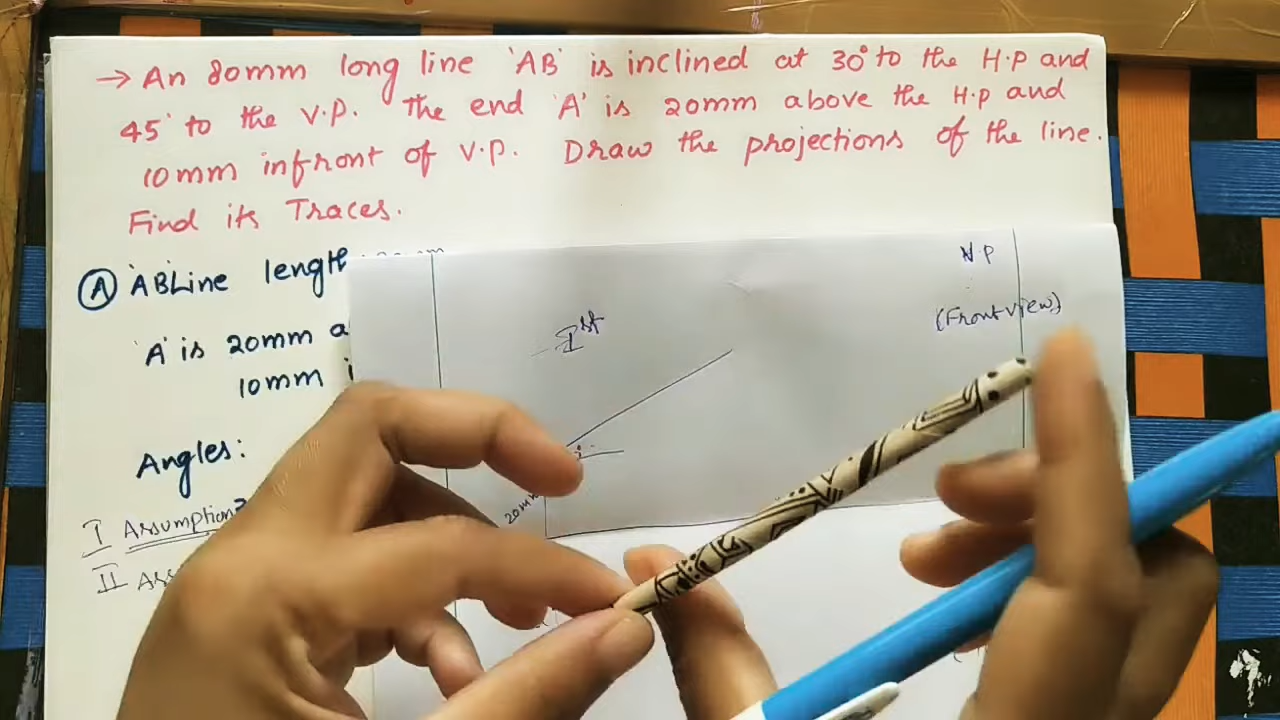 → An 80mm long line 'AB' is inclined at 30° to the H.P and
45° to the V.P. The end 'A' is 20mm above the H.P and
10mm infront of V.P. Draw the projections of the line.
Find its Traces.
Ⓐ 'AB' Line length
'A' is 20mm a
10mm i
Angles:
I Assumption
II Ass
V P
(Front view)
Ist
20mm